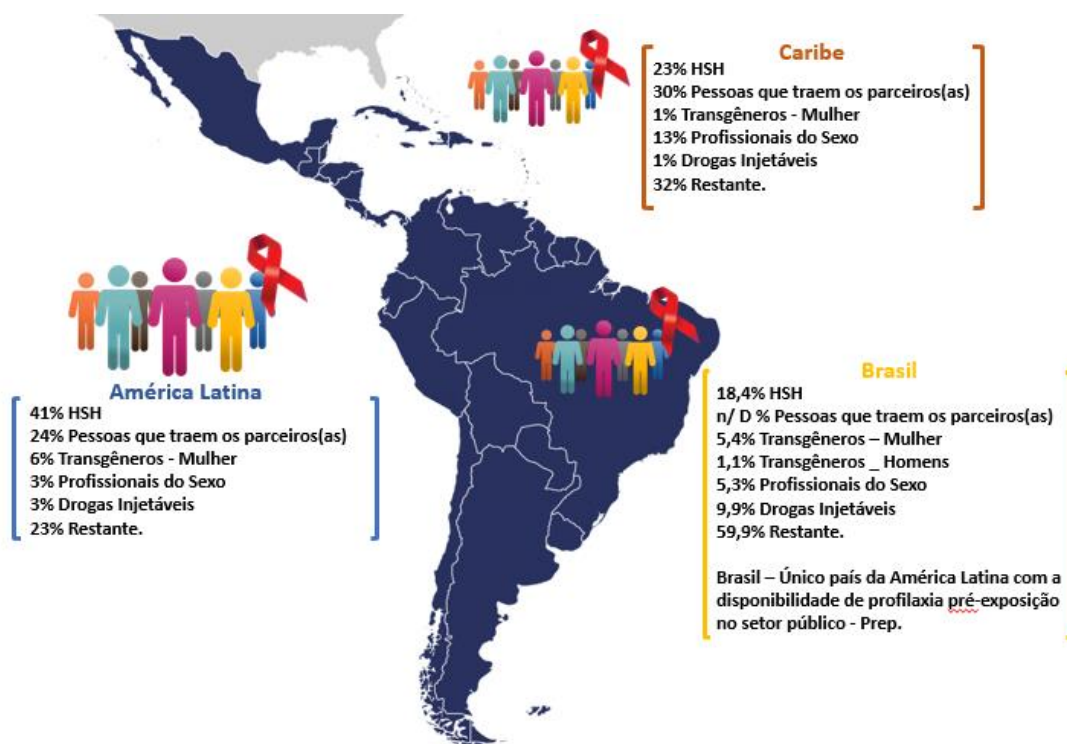 Caribe
23% HSH
30% Pessoas que traem os parceiros(as)
1% Transgêneros - Mulher
13% Profissionais do Sexo
1% Drogas Injetáveis
32% Restante.
América Latina
41% HSH
24% Pessoas que traem os parceiros(as)
6% Transgêneros - Mulher
3% Profissionais do Sexo
3% Drogas Injetáveis
23% Restante.
Brasil
18,4% HSH
n/ D % Pessoas que traem os parceiros(as)
5,4% Transgêneros – Mulher
1,1% Transgêneros _ Homens
5,3% Profissionais do Sexo
9,9% Drogas Injetáveis
59,9% Restante.
Brasil – Único país da América Latina com a
disponibilidade de profilaxia pré-exposição
no setor público - Prep.